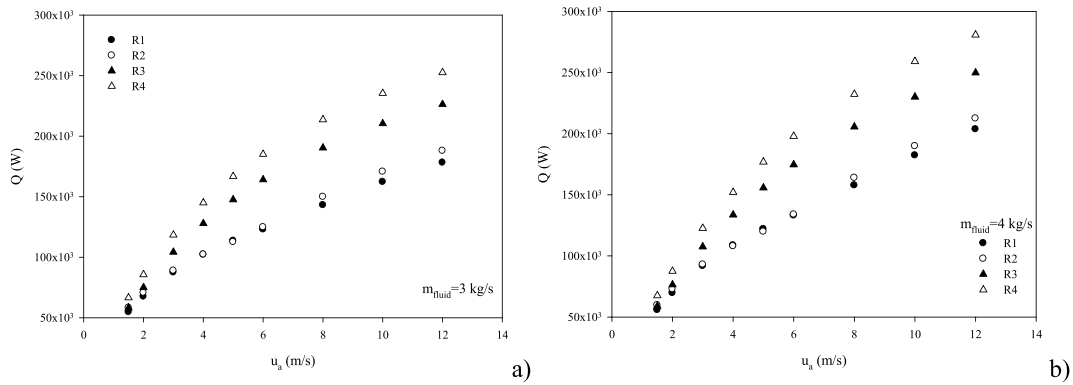 300x10³
250x10³
200x10³
150x10³
100x10³
50x10³
Q (W)
R1
R2
R3
R4
m_fluid=3 kg/s
0 2 4 6 8 10 12 14
u_a (m/s)
a)
300x10³
250x10³
200x10³
150x10³
100x10³
50x10³
Q (W)
m_fluid=4 kg/s
R1
R2
R3
R4
0 2 4 6 8 10 12 14
u_a (m/s)
b)